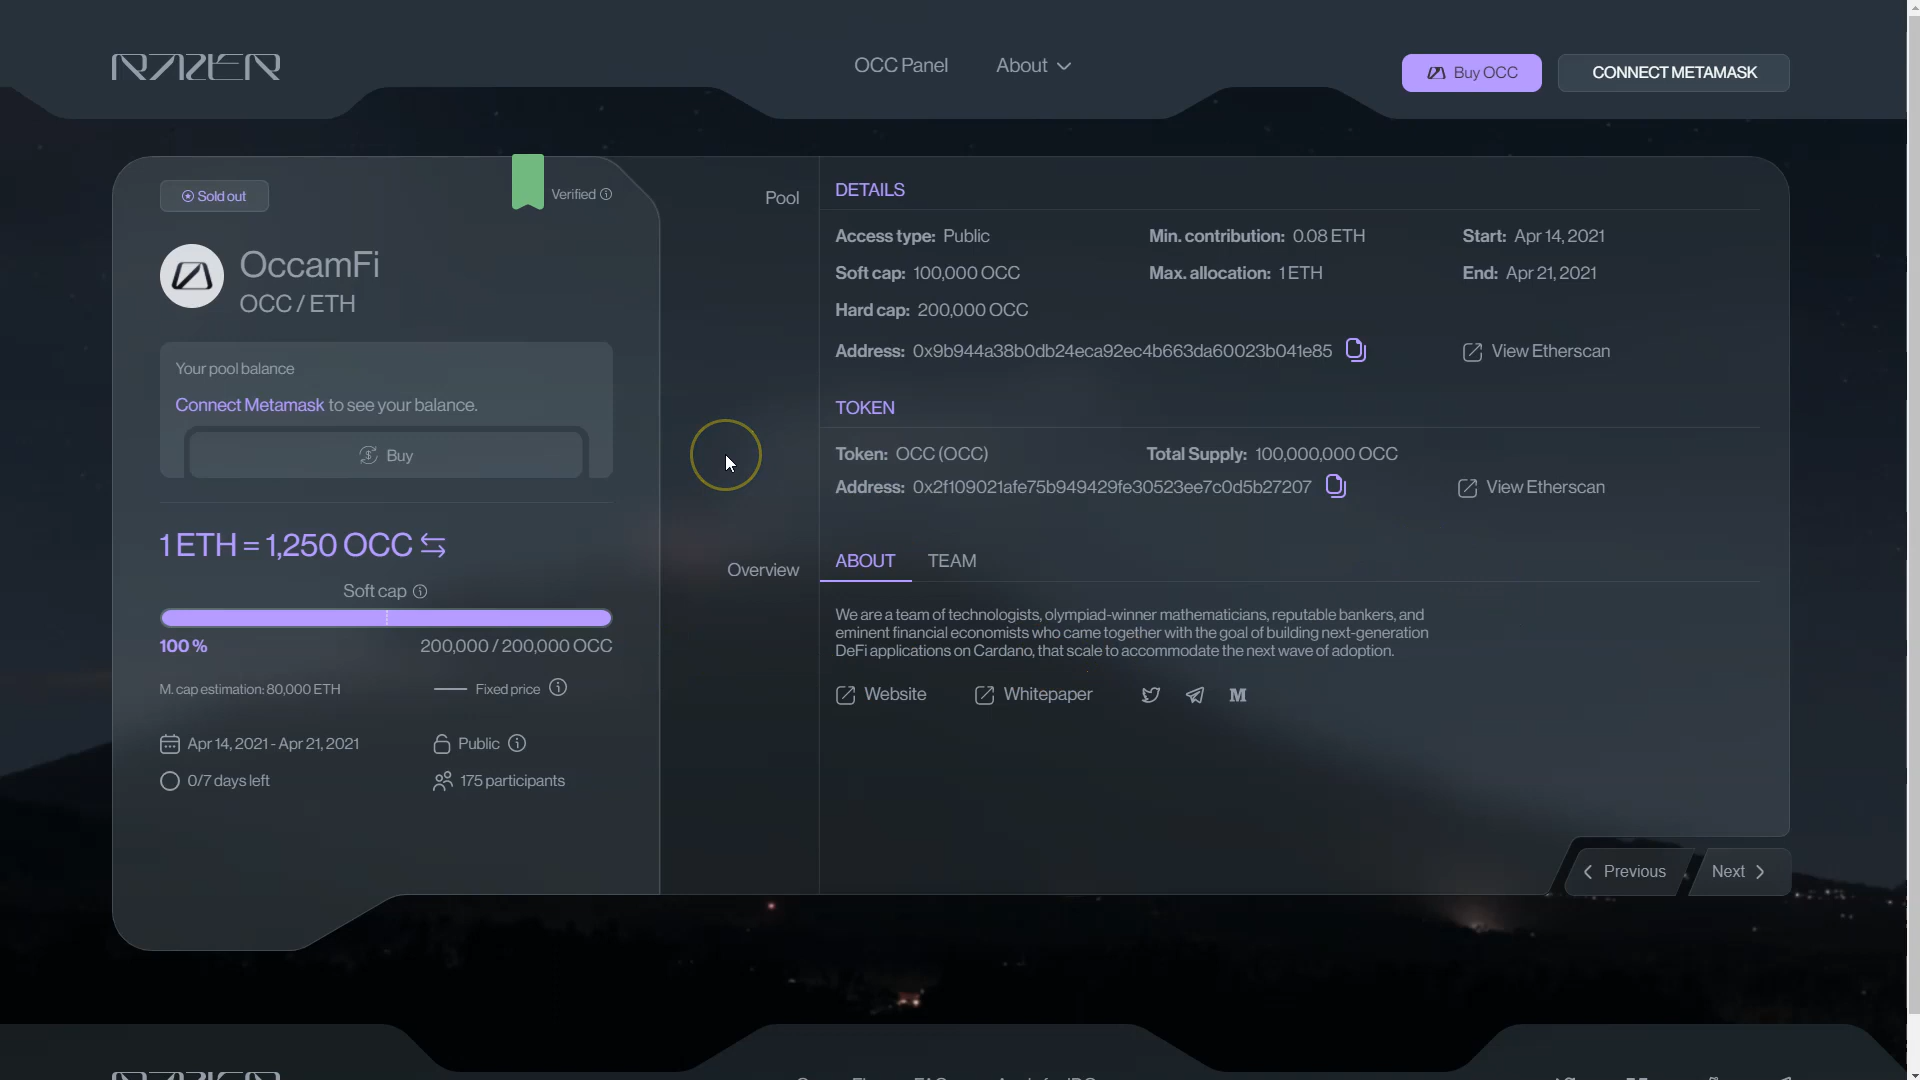 RAZER
OCC Panel
About
Buy OCC
CONNECT METAMASK
Sold out
Verified
OccamFi
OCC / ETH
Your pool balance
Connect Metamask to see your balance.
Buy
1 ETH = 1,250 OCC
Soft cap
100 %
200,000 / 200,000 OCC
M. cap estimation: 80,000 ETH
Fixed price
Apr 14, 2021 - Apr 21, 2021
Public
0/7 days left
175 participants
Pool
DETAILS
Access type: Public
Min. contribution: 0.08 ETH
Start: Apr 14, 2021
Soft cap: 100,000 OCC
Max. allocation: 1 ETH
End: Apr 21, 2021
Hard cap: 200,000 OCC
Address: 0x9b944a38b0db24eca92ec4b663da60023b041e85
View Etherscan
TOKEN
Token: OCC (OCC)
Total Supply: 100,000,000 OCC
Address: 0x2f109021afe75b949429fe30523ee7c0d5b27207
View Etherscan
Overview
ABOUT
TEAM
We are a team of technologists, olympiad-winner mathematicians, reputable bankers, and
eminent financial economists who came together with the goal of building next-generation
DeFi applications on Cardano, that scale to accommodate the next wave of adoption.
Website
Whitepaper
Previous
Next